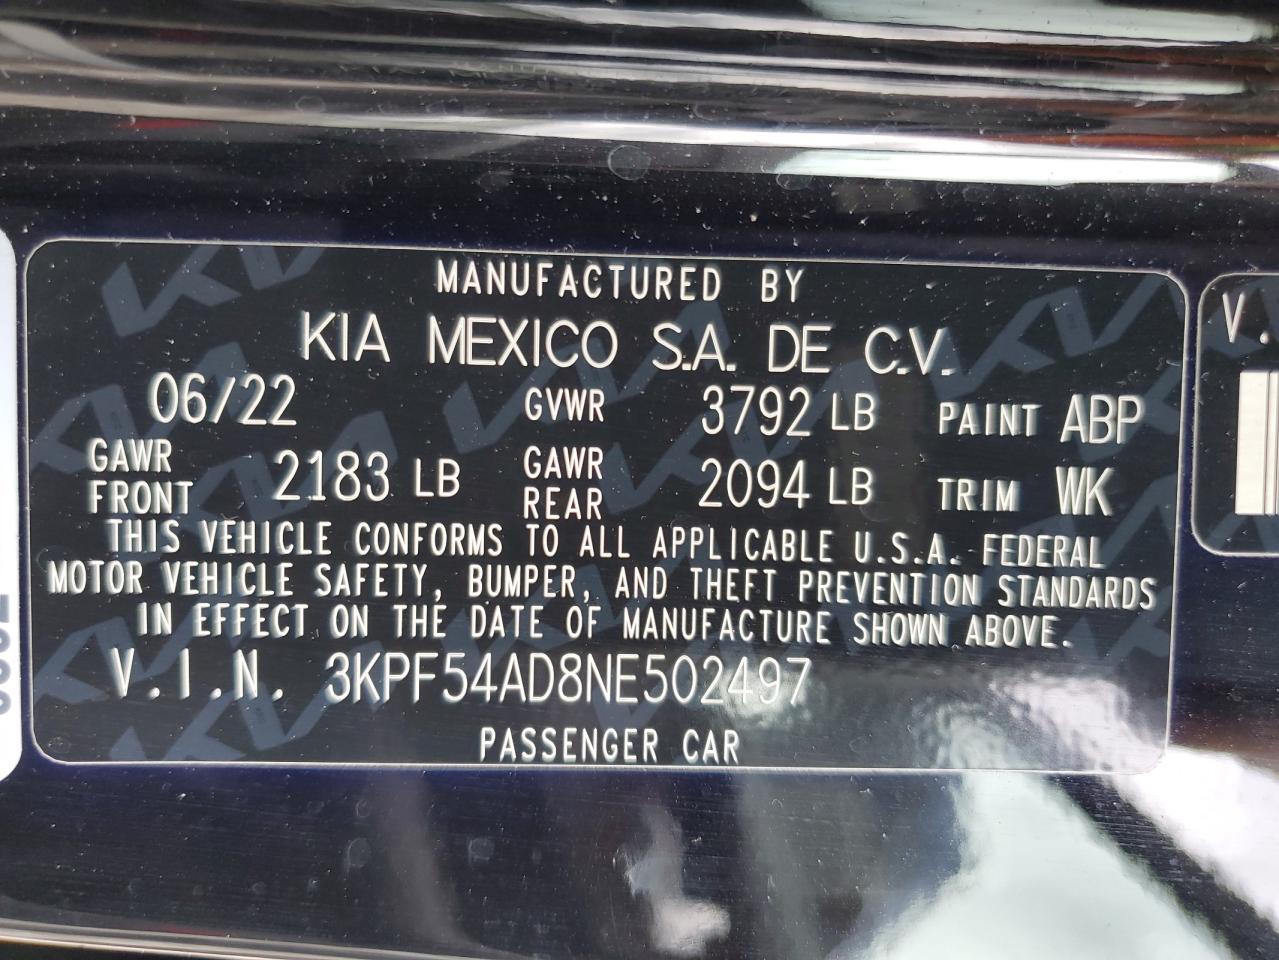 MANUFACTURED BY
KIA MEXICO S.A. DE C.V.
06/22 GVWR 3792 LB PAINT ABP
GAWR FRONT 2183 LB GAWR REAR 2094 LB TRIM WK
THIS VEHICLE CONFORMS TO ALL APPLICABLE U.S.A. FEDERAL
MOTOR VEHICLE SAFETY, BUMPER, AND THEFT PREVENTION STANDARDS
IN EFFECT ON THE DATE OF MANUFACTURE SHOWN ABOVE.
V.I.N. 3KPF54AD8NE502497
PASSENGER CAR
V.